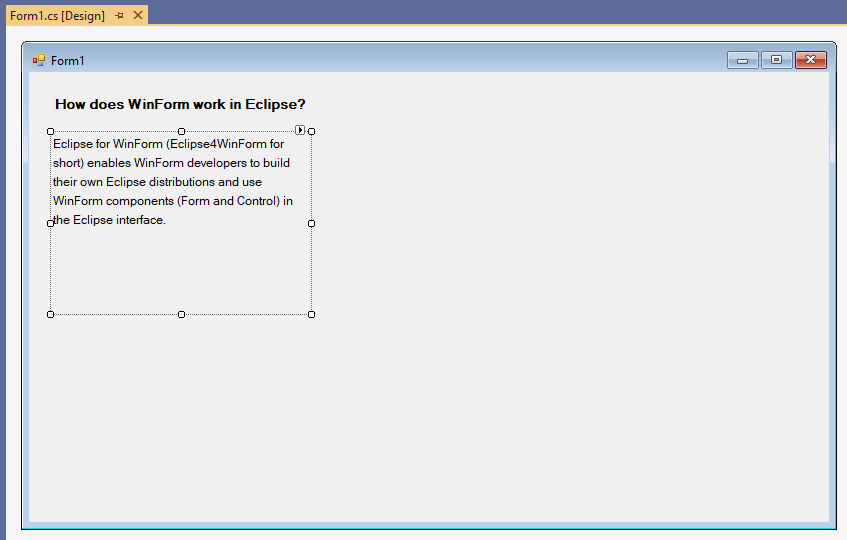 Form1.cs [Design]
Form1
How does WinForm work in Eclipse?
Eclipse for WinForm (Eclipse4WinForm for
short) enables WinForm developers to build
their own Eclipse distributions and use
WinForm components (Form and Control) in
the Eclipse interface.